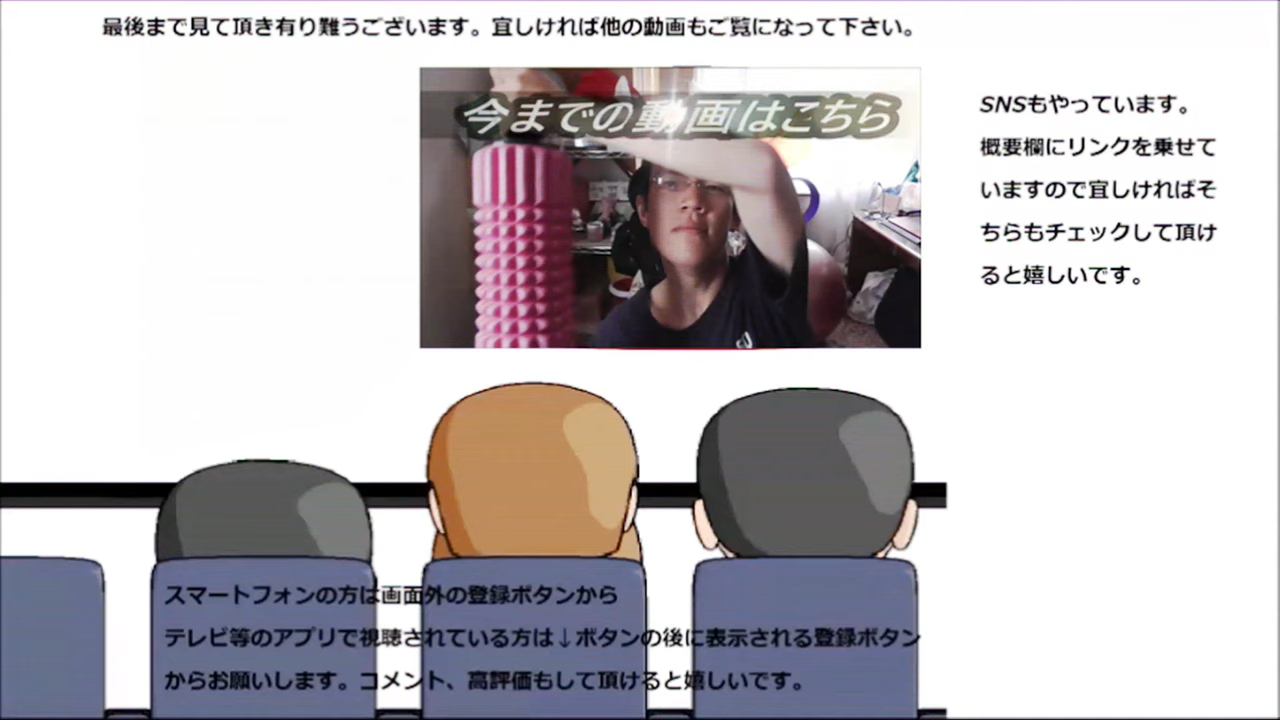 最後まで見て頂き有り難うございます。宜しければ他の動画もご覧になって下さい。
今までの動画はこちら
SNSもやっています。
概要欄にリンクを乗せて
いますので宜しければそ
ちらもチェックして頂け
ると嬉しいです。
スマートフォンの方は画面外の登録ボタンから
テレビ等のアプリで視聴されている方は↓ボタンの後に表示される登録ボタン
からお願いします。コメント、高評価もして頂けると嬉しいです。